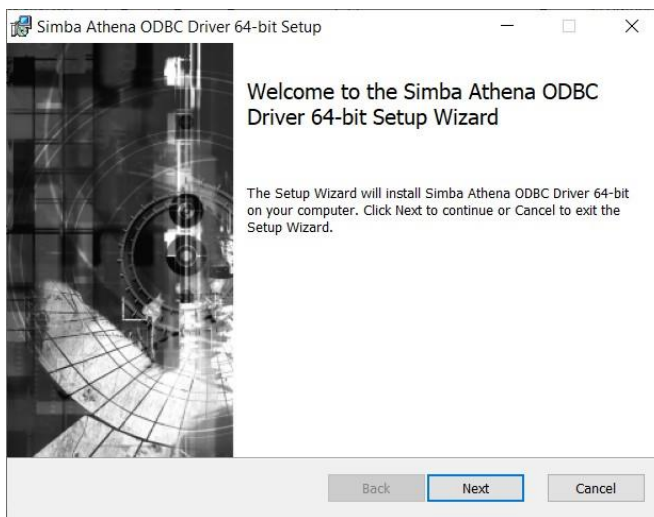 Simba Athena ODBC Driver 64-bit Setup
Welcome to the Simba Athena ODBC
Driver 64-bit Setup Wizard
The Setup Wizard will install Simba Athena ODBC Driver 64-bit
on your computer. Click Next to continue or Cancel to exit the
Setup Wizard.
Back
Next
Cancel